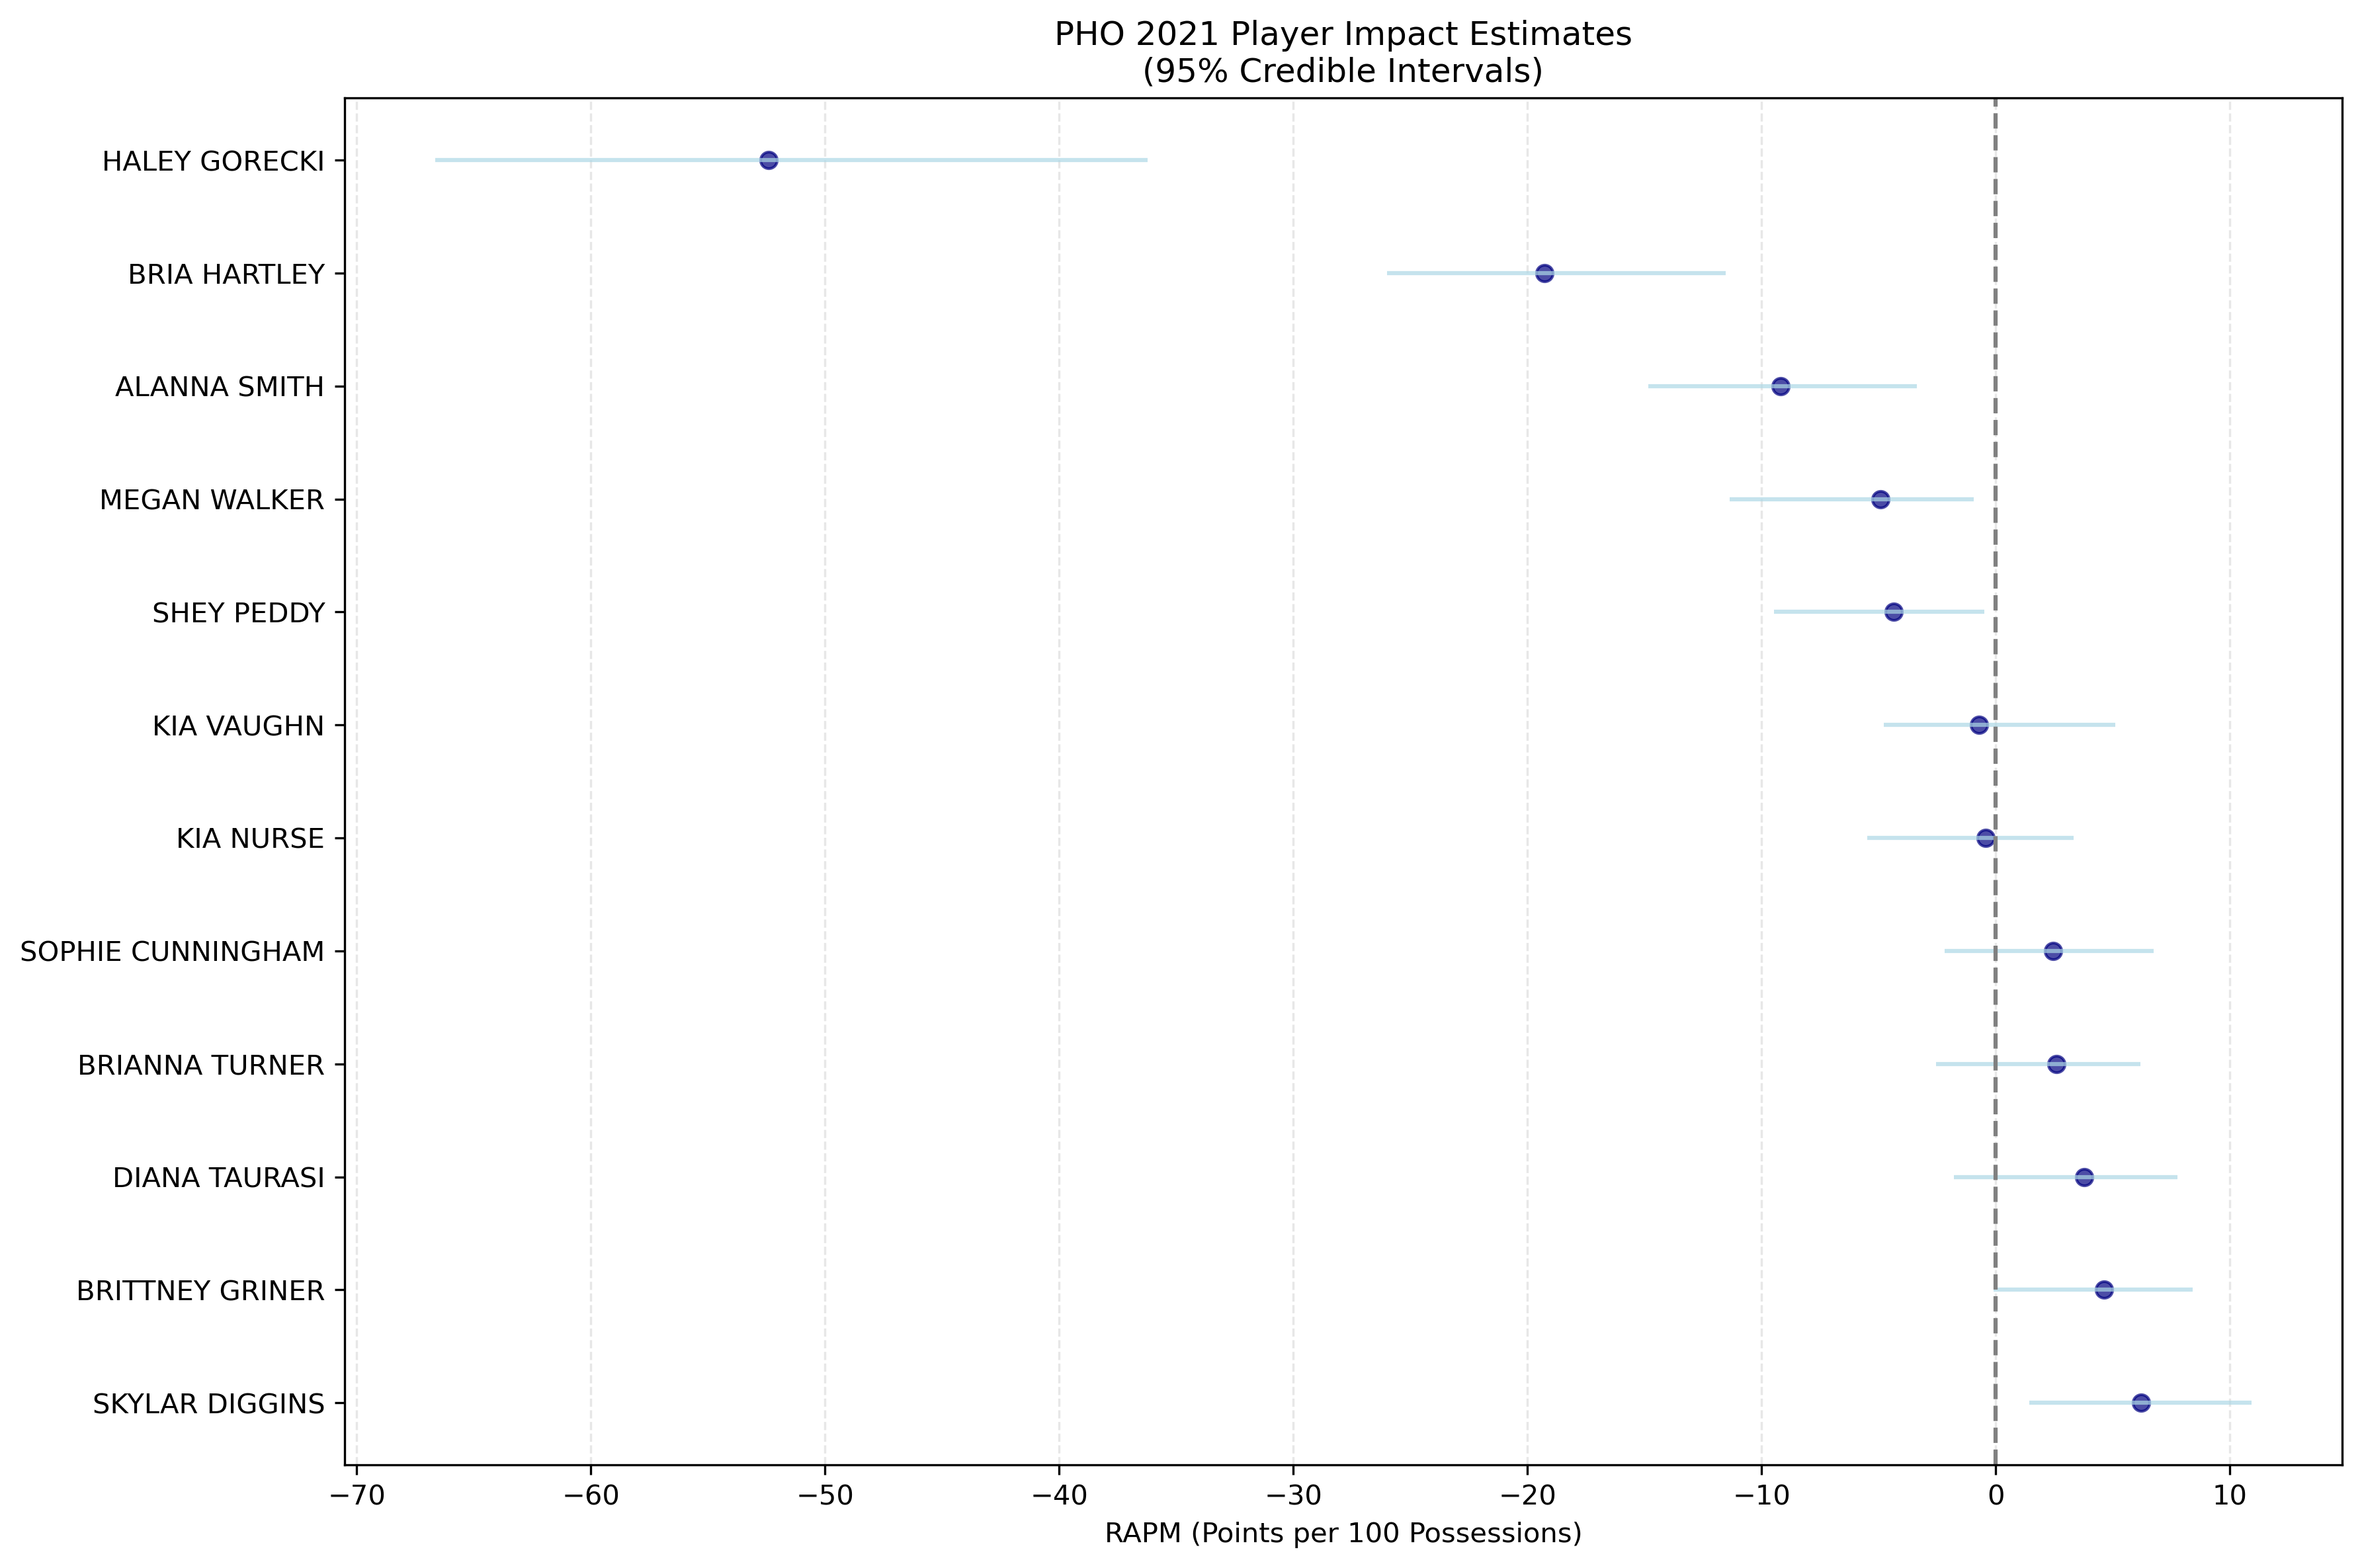 PHO 2021 Player Impact Estimates
(95% Credible Intervals)
HALEY GORECKI
BRIA HARTLEY
ALANNA SMITH
MEGAN WALKER
SHEY PEDDY
KIA VAUGHN
KIA NURSE
SOPHIE CUNNINGHAM
BRIANNA TURNER
DIANA TAURASI
BRITTNEY GRINER
SKYLAR DIGGINS
−70 −60 −50 −40 −30 −20 −10 0 10
RAPM (Points per 100 Possessions)